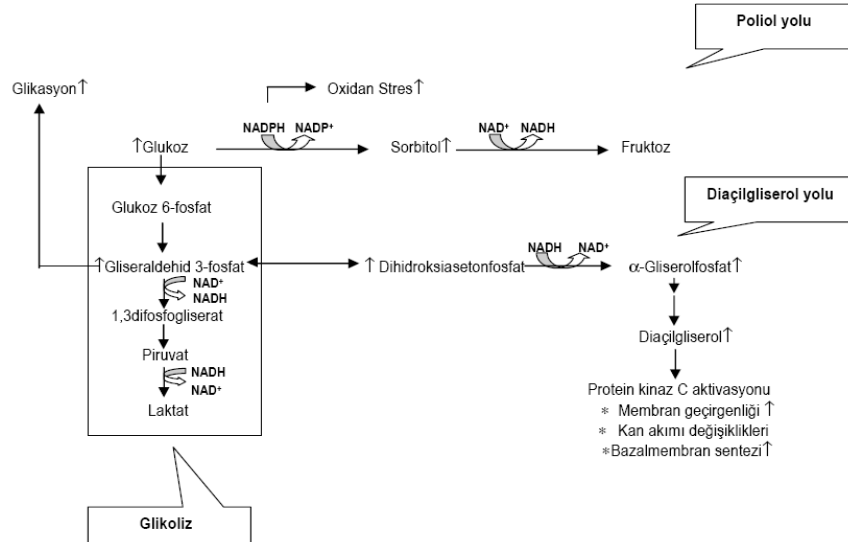 Poliol yolu
Glikasyon↑
Oxidan Stres↑
NADPH NADP⁺
NAD⁺ NADH
↑Glukoz
Sorbitol↑
Fruktoz
Glukoz 6-fosfat
Diaçilgliserol yolu
↑Gliseraldehid 3-fosfat
↑ Dihidroksiasetonfosfat
NADH NAD⁺
α-Gliserolfosfat↑
NAD⁺
NADH
1,3difosfogliserat
Diaçilgliserol↑
Piruvat
NADH
NAD⁺
Laktat
Protein kinaz C aktivasyonu
* Membran geçirgenliği ↑
* Kan akımı değişiklikleri
*Bazalmembran sentezi↑
Glikoliz